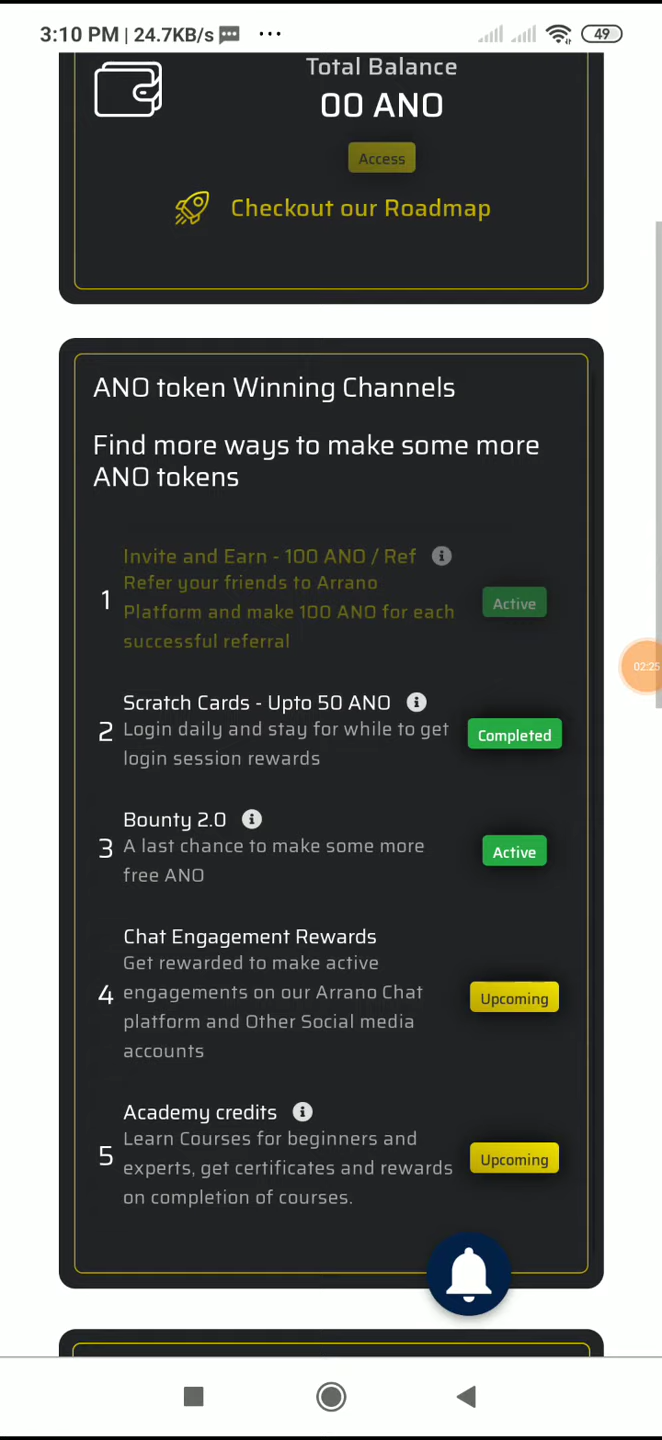 3:10 PM | 24.7KB/s ...
49
Total Balance
00 ANO
Access
Checkout our Roadmap
ANO token Winning Channels
Find more ways to make some more
ANO tokens
1
Invite and Earn - 100 ANO / Ref
Refer your friends to Arrano
Platform and make 100 ANO for each
successful referral
Active
2
Scratch Cards - Upto 50 ANO
Login daily and stay for while to get
login session rewards
Completed
02:25
3
Bounty 2.0
A last chance to make some more
free ANO
Active
4
Chat Engagement Rewards
Get rewarded to make active
engagements on our Arrano Chat
platform and Other Social media
accounts
Upcoming
5
Academy credits
Learn Courses for beginners and
experts, get certificates and rewards
on completion of courses.
Upcoming